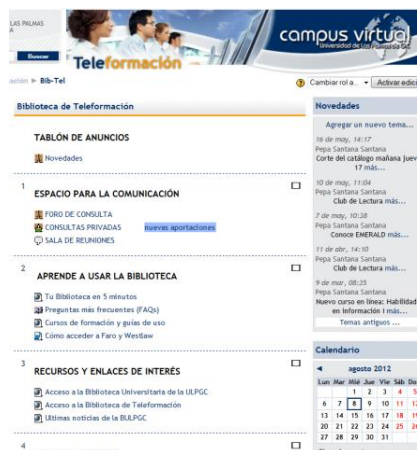 LAS PALMAS
A
Buscar
Teleformación
campus virtual
Universidad de Las Palmas de GC
Bib-Tel
Cambiar rol a...
Activar edici
Biblioteca de Teleformación
TABLÓN DE ANUNCIOS
Novedades
1
ESPACIO PARA LA COMUNICACIÓN
FORO DE CONSULTA
CONSULTAS PRIVADAS nuevas aportaciones
SALA DE REUNIONES
2
APRENDE A USAR LA BIBLIOTECA
Tu Biblioteca en 5 minutos
Preguntas más frecuentes (FAQs)
Cursos de formación y guías de uso
Cómo acceder a Faro y Westlaw
3
RECURSOS Y ENLACES DE INTERÉS
Acceso a la Biblioteca Universitaria de la ULPGC
Acceso a la Biblioteca de Teleformación
Ultimas noticias de la BULPGC
4
Novedades
Agregar un nuevo tema...
16 de may, 14:17
Pepa Santana Santana
Corte del catálogo mañana juev
17 más...
10 de may, 11:04
Pepa Santana Santana
Club de Lectura más...
7 de may, 10:38
Pepa Santana Santana
Conoce EMERALD más...
11 de abr, 14:10
Pepa Santana Santana
Club de Lectura más...
9 de mar, 08:35
Pepa Santana Santana
Nuevo curso en línea: Habilidad
en Información I más...
Temas antiguos ...
Calendario
agosto 2012
Lun Mar Mié Jue Vie Sáb Do
1 2 3 4 5
6 7 8 9 10 11 12
13 14 15 16 17 18 19
20 21 22 23 24 25 26
27 28 29 30 31